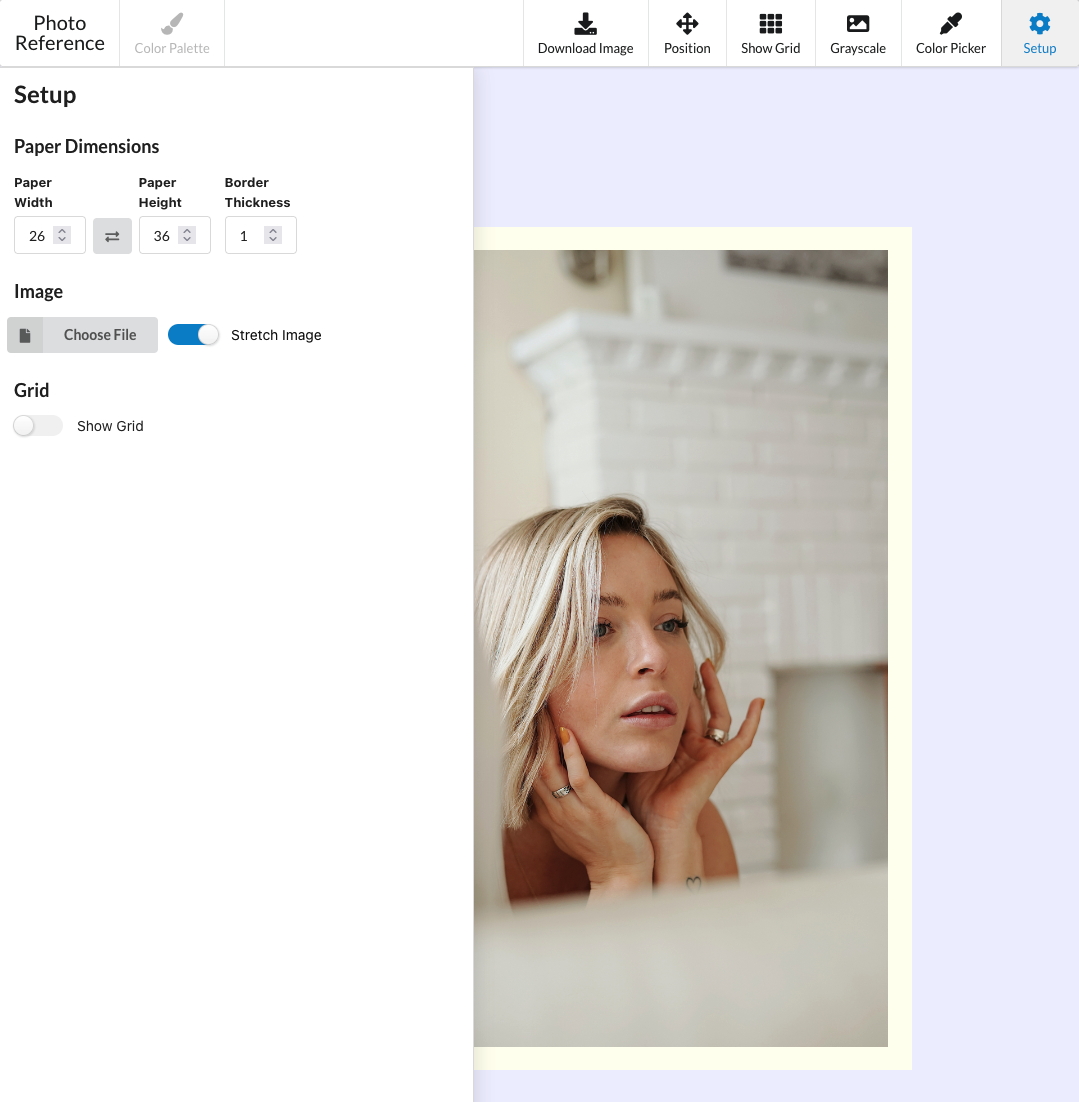 Photo
Reference
Color Palette
Download Image
Position
Show Grid
Grayscale
Color Picker
Setup
Setup
Paper Dimensions
Paper
Width
Paper
Height
Border
Thickness
26
36
1
Image
Choose File
Stretch Image
Grid
Show Grid